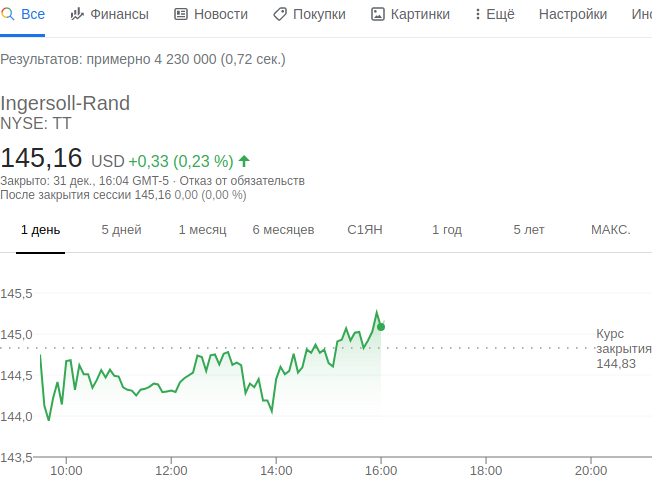 Все Финансы Новости Покупки Картинки Ещё Настройки
Результатов: примерно 4 230 000 (0,72 сек.)
Ingersoll-Rand
NYSE: TT
145,16 USD +0,33 (0,23 %)
Закрыто: 31 дек., 16:04 GMT-5 · Отказ от обязательств
После закрытия сессии 145,16 0,00 (0,00 %)
1 день 5 дней 1 месяц 6 месяцев С1ЯН 1 год 5 лет МАКС.
145,5
145,0
Курс
закрытия
144,83
144,5
144,0
143,5
10:00 12:00 14:00 16:00 18:00 20:00